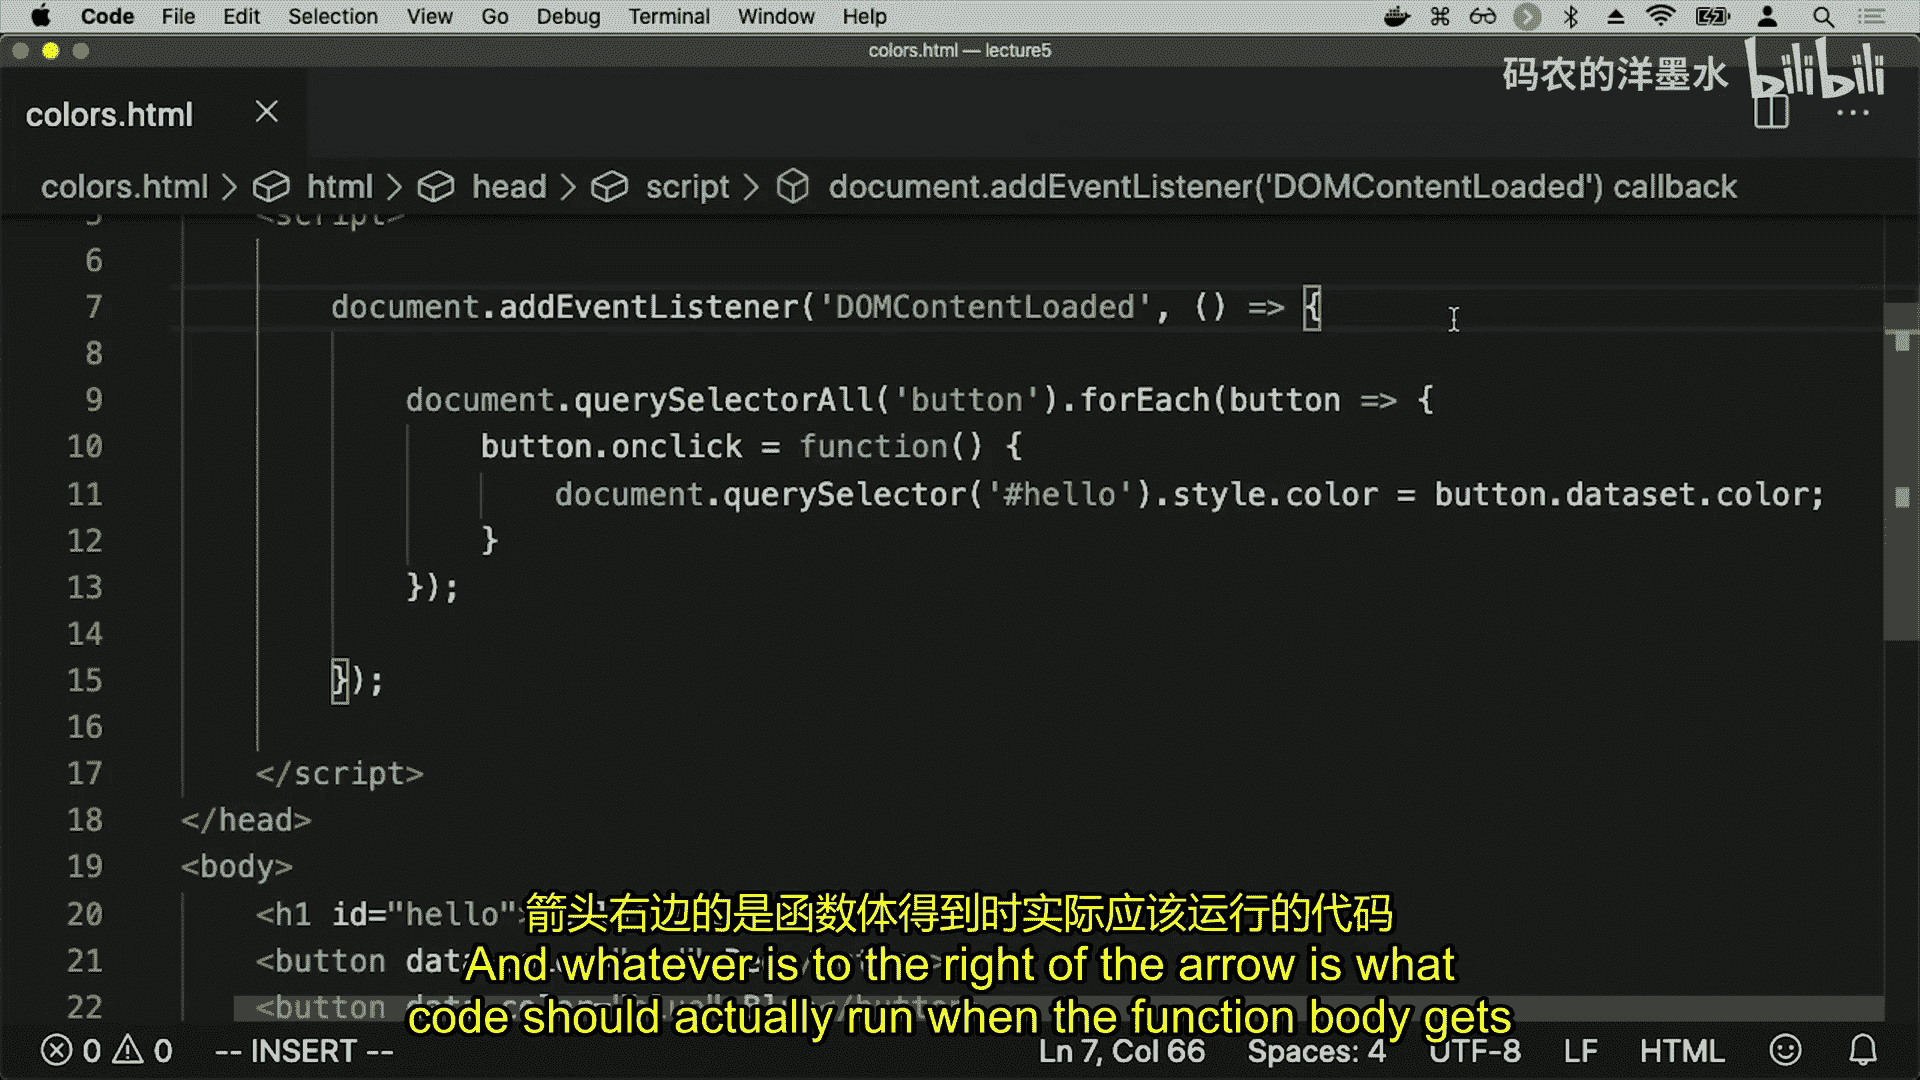 Code File Edit Selection View Go Debug Terminal Window Help
colors.html — lecture5
码农的洋墨水 bilibili
colors.html
colors.html > html > head > script > document.addEventListener('DOMContentLoaded') callback
5 <script>
6
7 document.addEventListener('DOMContentLoaded', () => {
8
9 document.querySelectorAll('button').forEach(button => {
10 button.onclick = function() {
11 document.querySelector('#hello').style.color = button.dataset.color;
12 }
13 });
14
15 });
16
17 </script>
18 </head>
19 <body>
20 <h1 id="hello">
21 <button
22 <button
箭头右边的是函数体得到时实际应该运行的代码
And whatever is to the right of the arrow is what
code should actually run when the function body gets
0 0 -- INSERT -- Ln 7, Col 66 Spaces: 4 UTF-8 LF HTML